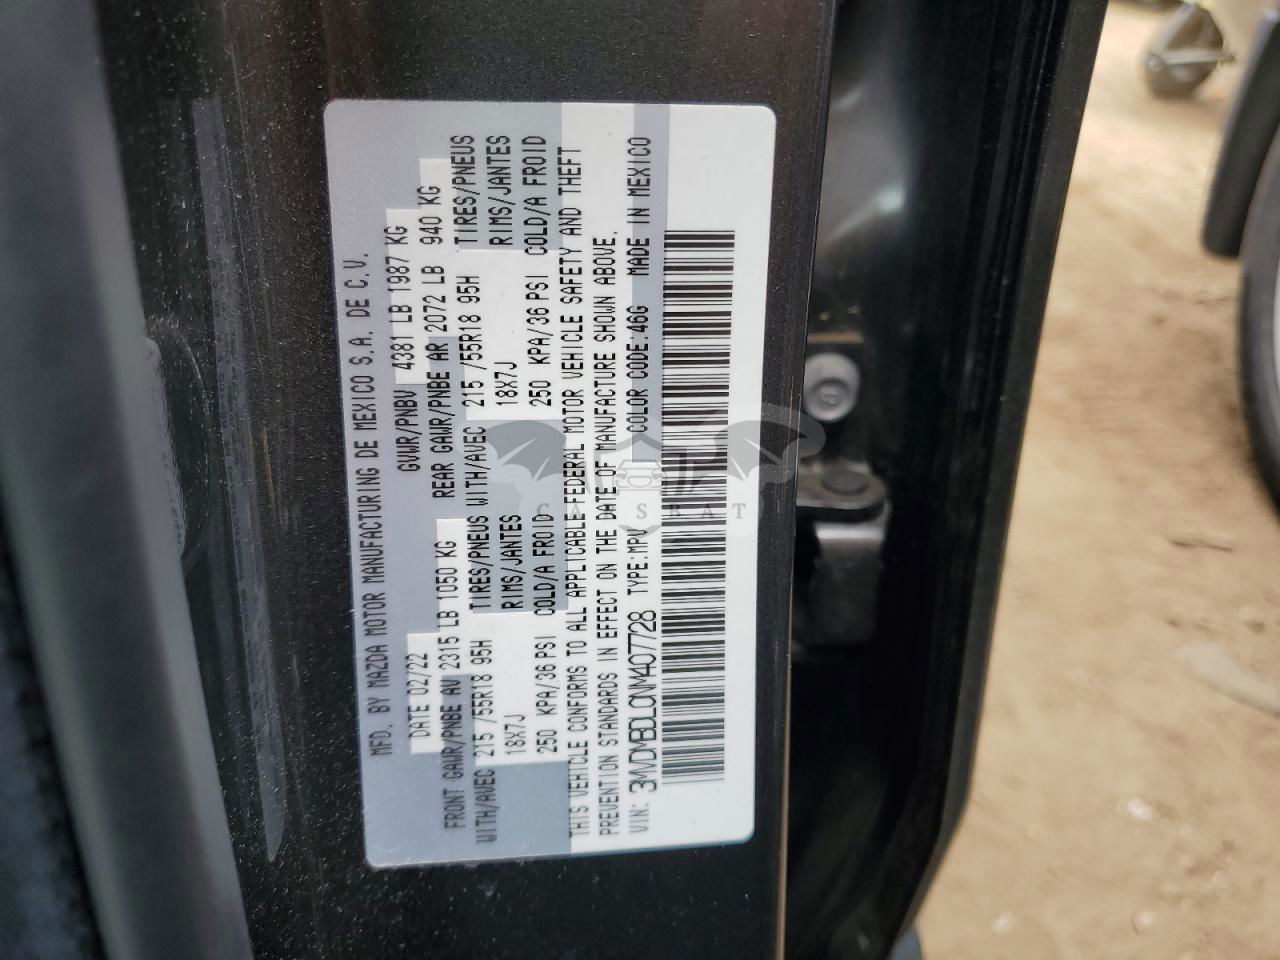 MFD. BY MAZDA MOTOR MANUFACTURING DE MEXICO S.A. DE C.V.
DATE 02/22 GVWR/PNBV 4381 LB 1987 KG
FRONT GAWR/PNBE AV 2315 LB 1050 KG REAR GAWR/PNBE AR 2072 LB 940 KG
WITH/AVEC 215 /55R18 95H TIRES/PNEUS WITH/AVEC 215 /55R18 95H TIRES/PNEUS
18X7J RIMS/JANTES 18X7J RIMS/JANTES
250 KPA/36 PSI COLD/A FROID 250 KPA/36 PSI COLD/A FROID
THIS VEHICLE CONFORMS TO ALL APPLICABLE FEDERAL MOTOR VEHICLE SAFETY AND THEFT
PREVENTION STANDARDS IN EFFECT ON THE DATE OF MANUFACTURE SHOWN ABOVE.
VIN: 3MVDMBDL0NM407728 TYPE:MPV COLOR CODE:46G MADE IN MEXICO